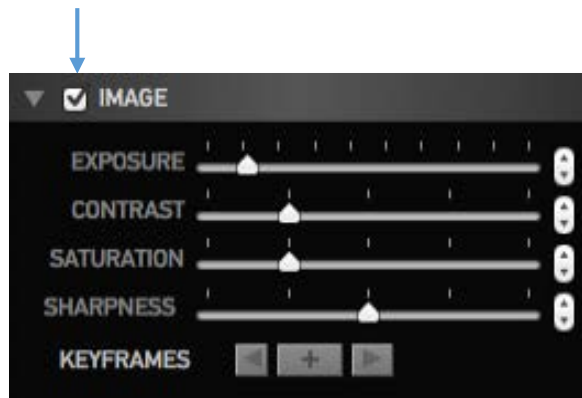 IMAGE
EXPOSURE
CONTRAST
SATURATION
SHARPNESS
KEYFRAMES